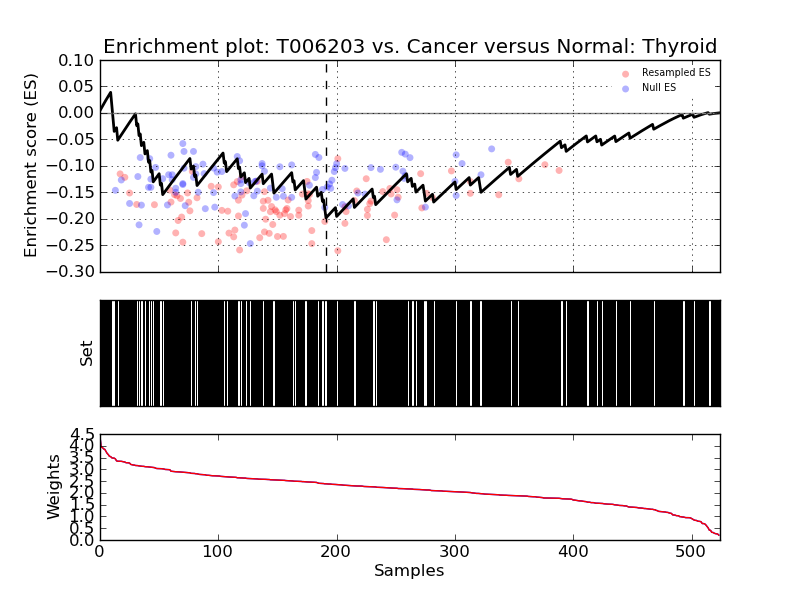 Enrichment plot: T006203 vs. Cancer versus Normal: Thyroid
Enrichment score (ES)
0.10
0.05
0.00
−0.05
−0.10
−0.15
−0.20
−0.25
−0.30
Resampled ES
Null ES
Set
Weights
4.5
4.0
3.5
3.0
2.5
2.0
1.5
1.0
0.5
0.0
0 100 200 300 400 500
Samples